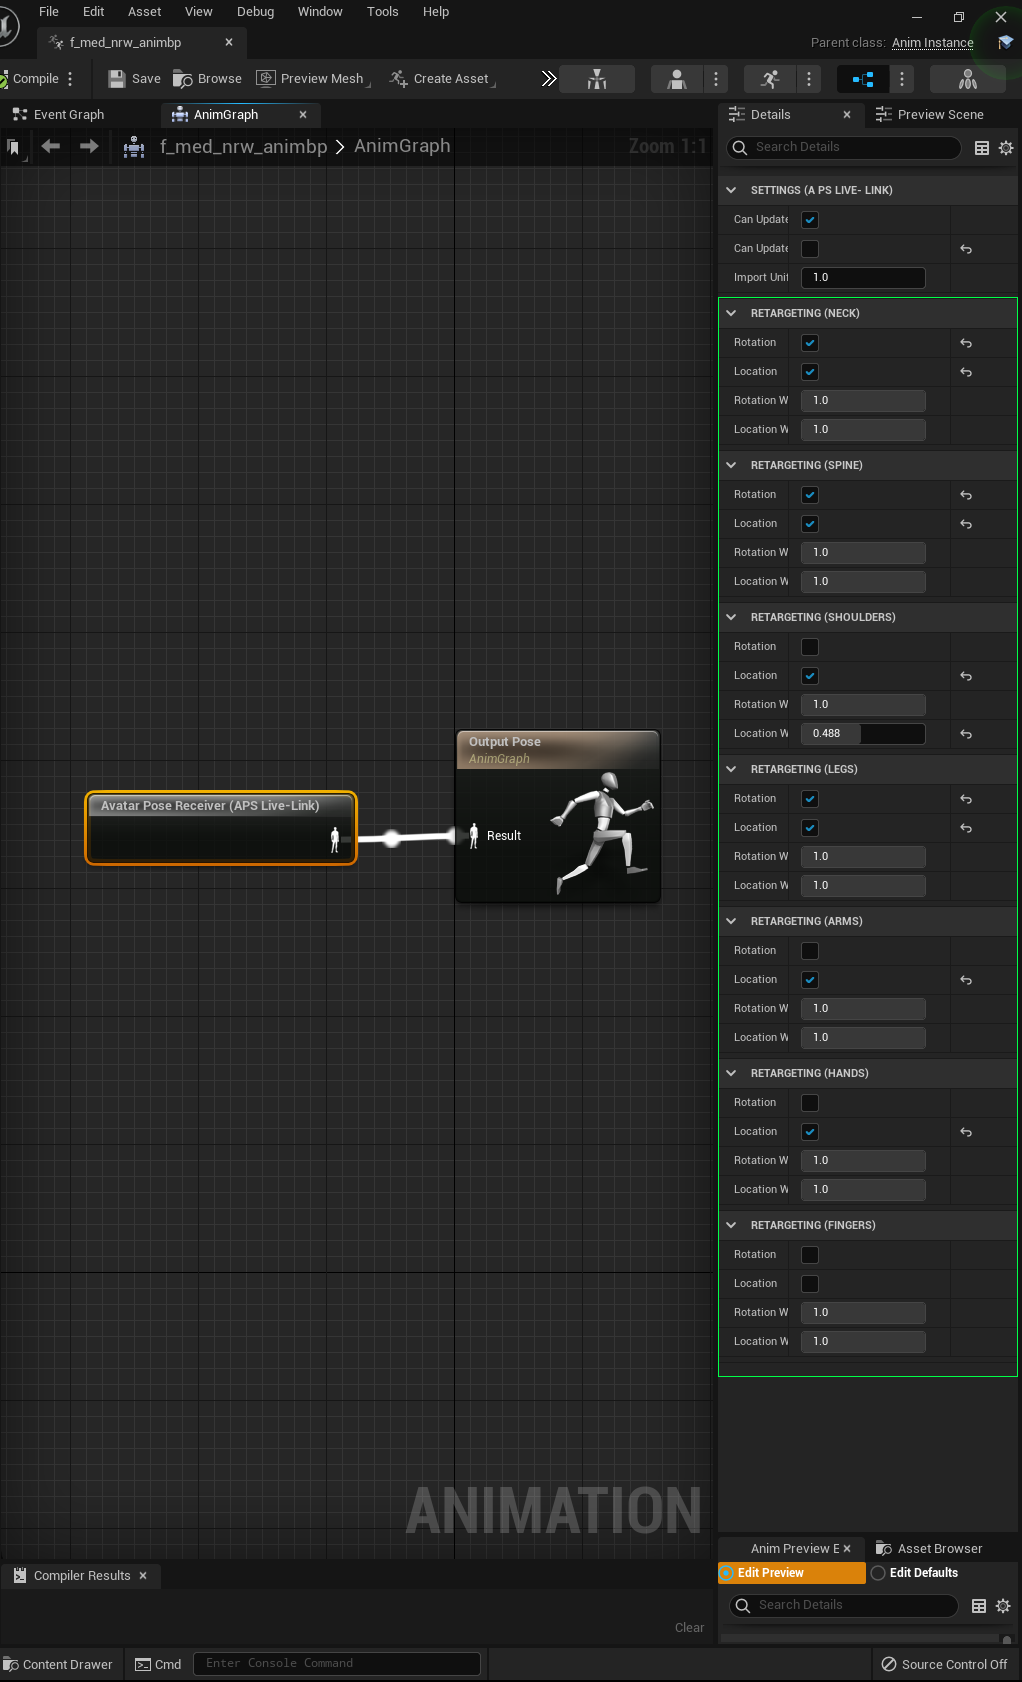 File Edit Asset View Debug Window Tools Help
f_med_nrw_animbp
Parent class: Anim Instance
Compile Save Browse Preview Mesh Create Asset
Event Graph AnimGraph
f_med_nrw_animbp > AnimGraph
Zoom 1:1
Avatar Pose Receiver (APS Live-Link)
Output Pose
AnimGraph
Result
ANIMATION
Details Preview Scene
Search Details
SETTINGS (A PS LIVE- LINK)
Can Update
Can Update
Import Unif 1.0
RETARGETING (NECK)
Rotation
Location
Rotation W 1.0
Location W 1.0
RETARGETING (SPINE)
Rotation
Location
Rotation W 1.0
Location W 1.0
RETARGETING (SHOULDERS)
Rotation
Location
Rotation W 1.0
Location W 0.488
RETARGETING (LEGS)
Rotation
Location
Rotation W 1.0
Location W 1.0
RETARGETING (ARMS)
Rotation
Location
Rotation W 1.0
Location W 1.0
RETARGETING (HANDS)
Rotation
Location
Rotation W 1.0
Location W 1.0
RETARGETING (FINGERS)
Rotation
Location
Rotation W 1.0
Location W 1.0
Anim Preview E Asset Browser
Edit Preview Edit Defaults
Search Details
Compiler Results
Clear
Content Drawer Cmd Enter Console Command Source Control Off